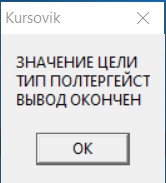 Kursovik
ЗНАЧЕНИЕ ЦЕЛИ
ТИП ПОЛТЕРГЕЙСТ
ВЫВОД ОКОНЧЕН
OK